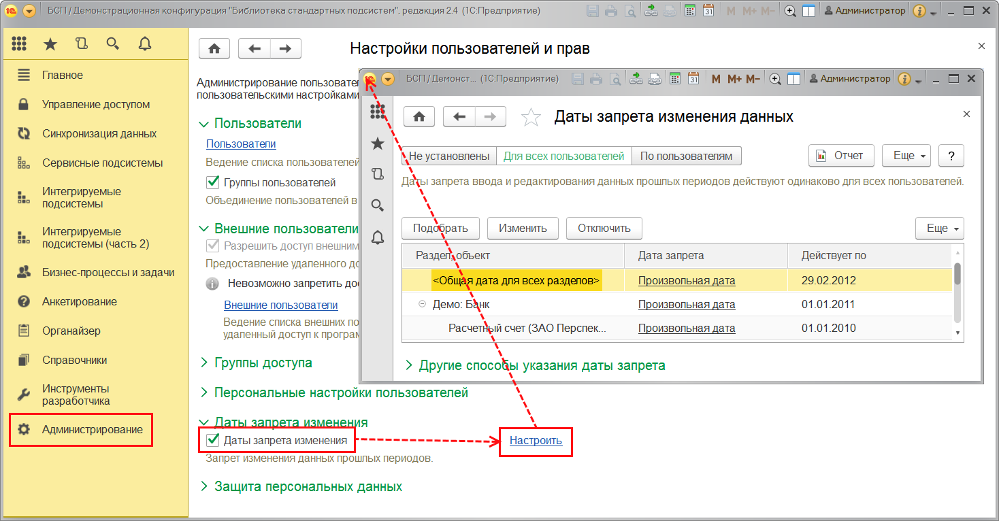 БСП / Демонстрационная конфигурация "Библиотека стандартных подсистем", редакция 2.4 (1С:Предприятие)
M M+ M−
Администратор
Главное
Управление доступом
Синхронизация данных
Сервисные подсистемы
Интегрируемые
подсистемы
Интегрируемые
подсистемы (часть 2)
Бизнес-процессы и задачи
Анкетирование
Органайзер
Справочники
Инструменты
разработчика
Администрирование
Настройки пользователей и прав
Администрирование пользовате
пользовательскими настройками
Пользователи
Пользователи
Ведение списка пользователей
Группы пользователей
Объединение пользователей в
Внешние пользователи
Разрешить доступ внешним
Предоставление удаленного до
Невозможно запретить дос
Внешние пользователи
Ведение списка внешних по
удаленный доступ к програм
Группы доступа
Персональные настройки пользователей
Даты запрета изменения
Даты запрета изменения
Настроить
Запрет изменения данных прошлых периодов.
Защита персональных данных
БСП / Демонст... (1С:Предприятие)
31
M M+ M−
Администратор
Даты запрета изменения данных
Не установлены
Для всех пользователей
По пользователям
Отчет
Еще
?
Даты запрета ввода и редактирования данных прошлых периодов действуют одинаково для всех пользователей.
Подобрать
Изменить
Отключить
Еще
Раздел, объект Дата запрета Действует по
<Общая дата для всех разделов> Произвольная дата 29.02.2012
Демо: Банк Произвольная дата 01.01.2011
Расчетный счет (ЗАО Перспек... Произвольная дата 01.01.2010
Другие способы указания даты запрета